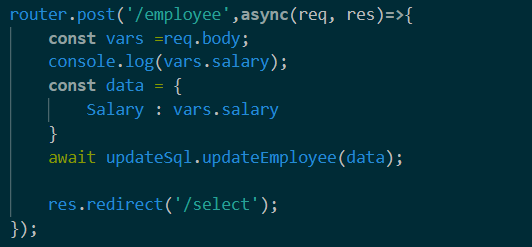 router.post('/employee',async(req, res)=>{
    const vars =req.body;
    console.log(vars.salary);
    const data = {
        Salary : vars.salary
    }
    await updateSql.updateEmployee(data);

    res.redirect('/select');
});